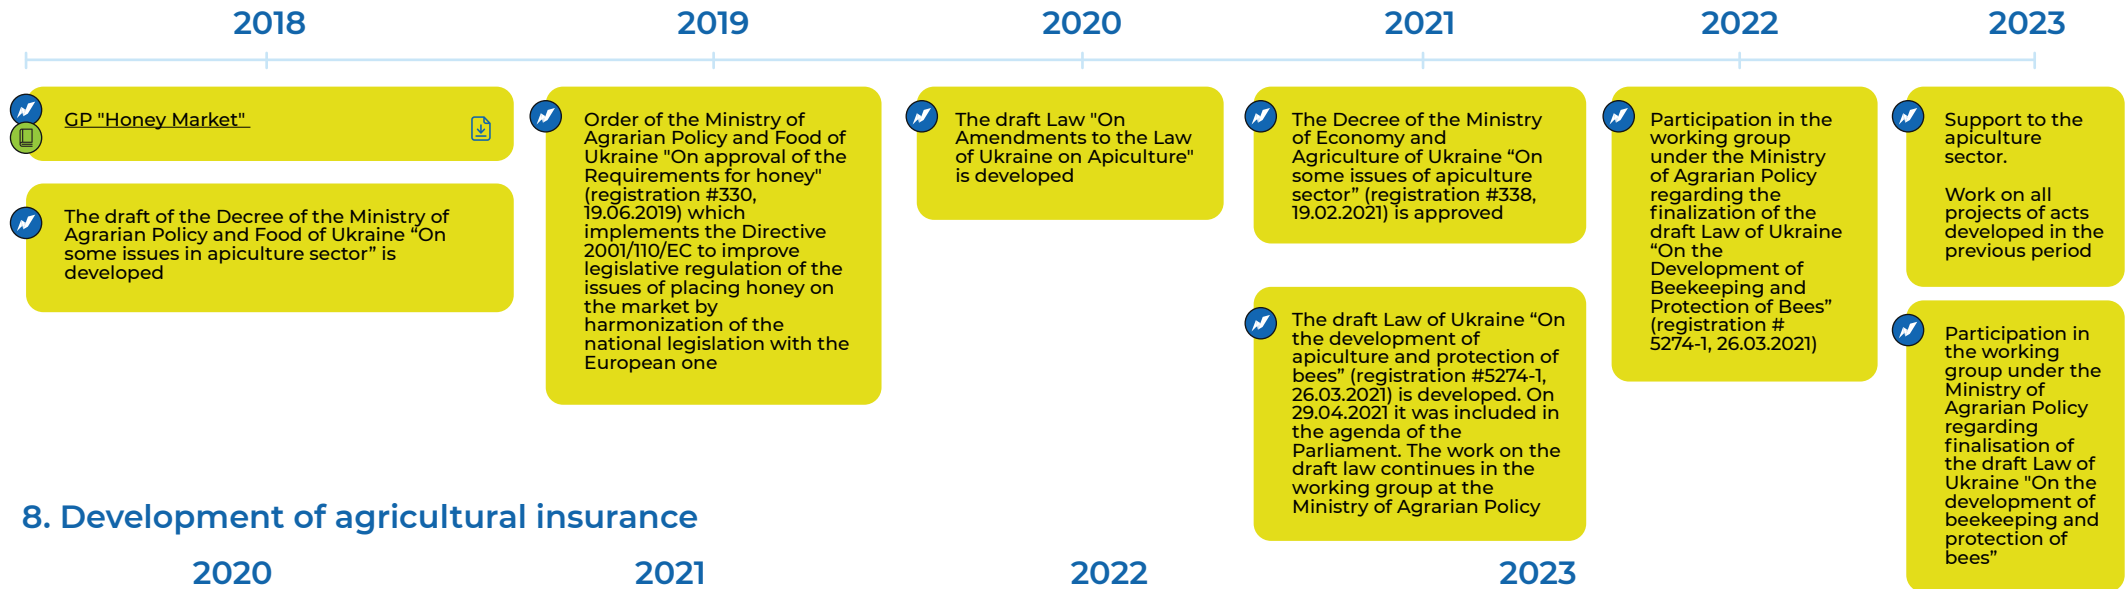 2018
2019
2020
2021
2022
2023
GP "Honey Market"
The draft of the Decree of the Ministry of
Agrarian Policy and Food of Ukraine “On
some issues in apiculture sector” is
developed
Order of the Ministry of
Agrarian Policy and Food of
Ukraine "On approval of the
Requirements for honey"
(registration #330,
19.06.2019) which
implements the Directive
2001/110/EC to improve
legislative regulation of the
issues of placing honey on
the market by
harmonization of the
national legislation with the
European one
The draft Law "On
Amendments to the Law
of Ukraine on Apiculture"
is developed
The Decree of the Ministry
of Economy and
Agriculture of Ukraine “On
some issues of apiculture
sector” (registration #338,
19.02.2021) is approved
The draft Law of Ukraine “On
the development of
apiculture and protection of
bees” (registration #5274-1,
26.03.2021) is developed. On
29.04.2021 it was included in
the agenda of the
Parliament. The work on the
draft law continues in the
working group at the
Ministry of Agrarian Policy
Participation in the
working group
under the Ministry
of Agrarian Policy
regarding the
finalization of the
draft Law of Ukraine
“On the
Development of
Beekeeping and
Protection of Bees”
(registration #
5274-1, 26.03.2021)
Support to the
apiculture
sector.
Work on all
projects of acts
developed in the
previous period
Participation in
the working
group under the
Ministry of
Agrarian Policy
regarding
finalisation of
the draft Law of
Ukraine "On the
development of
beekeeping and
protection of
bees”
8. Development of agricultural insurance
2020
2021
2022
2023